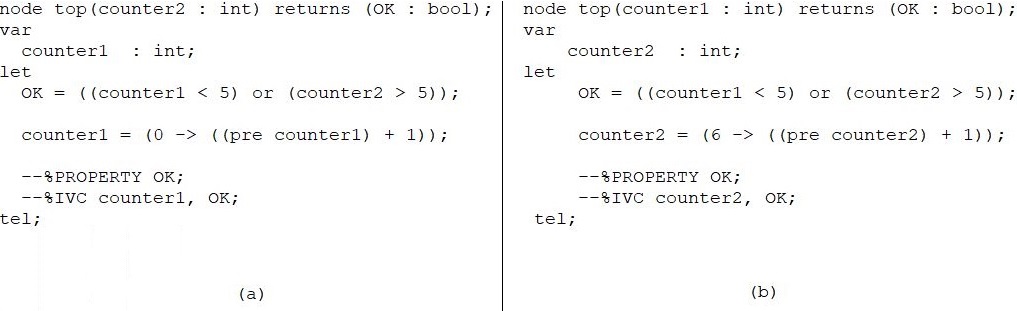 node top(counter2 : int) returns (OK : bool);
var
counter1  : int;
let
OK = ((counter1 < 5) or (counter2 > 5));
counter1 = (0 -> ((pre counter1) + 1));
--%PROPERTY OK;
--%IVC counter1, OK;
tel;
(a)
node top(counter1 : int) returns (OK : bool);
var
counter2  : int;
let
OK = ((counter1 < 5) or (counter2 > 5));
counter2 = (6 -> ((pre counter2) + 1));
--%PROPERTY OK;
--%IVC counter2, OK;
tel;
(b)